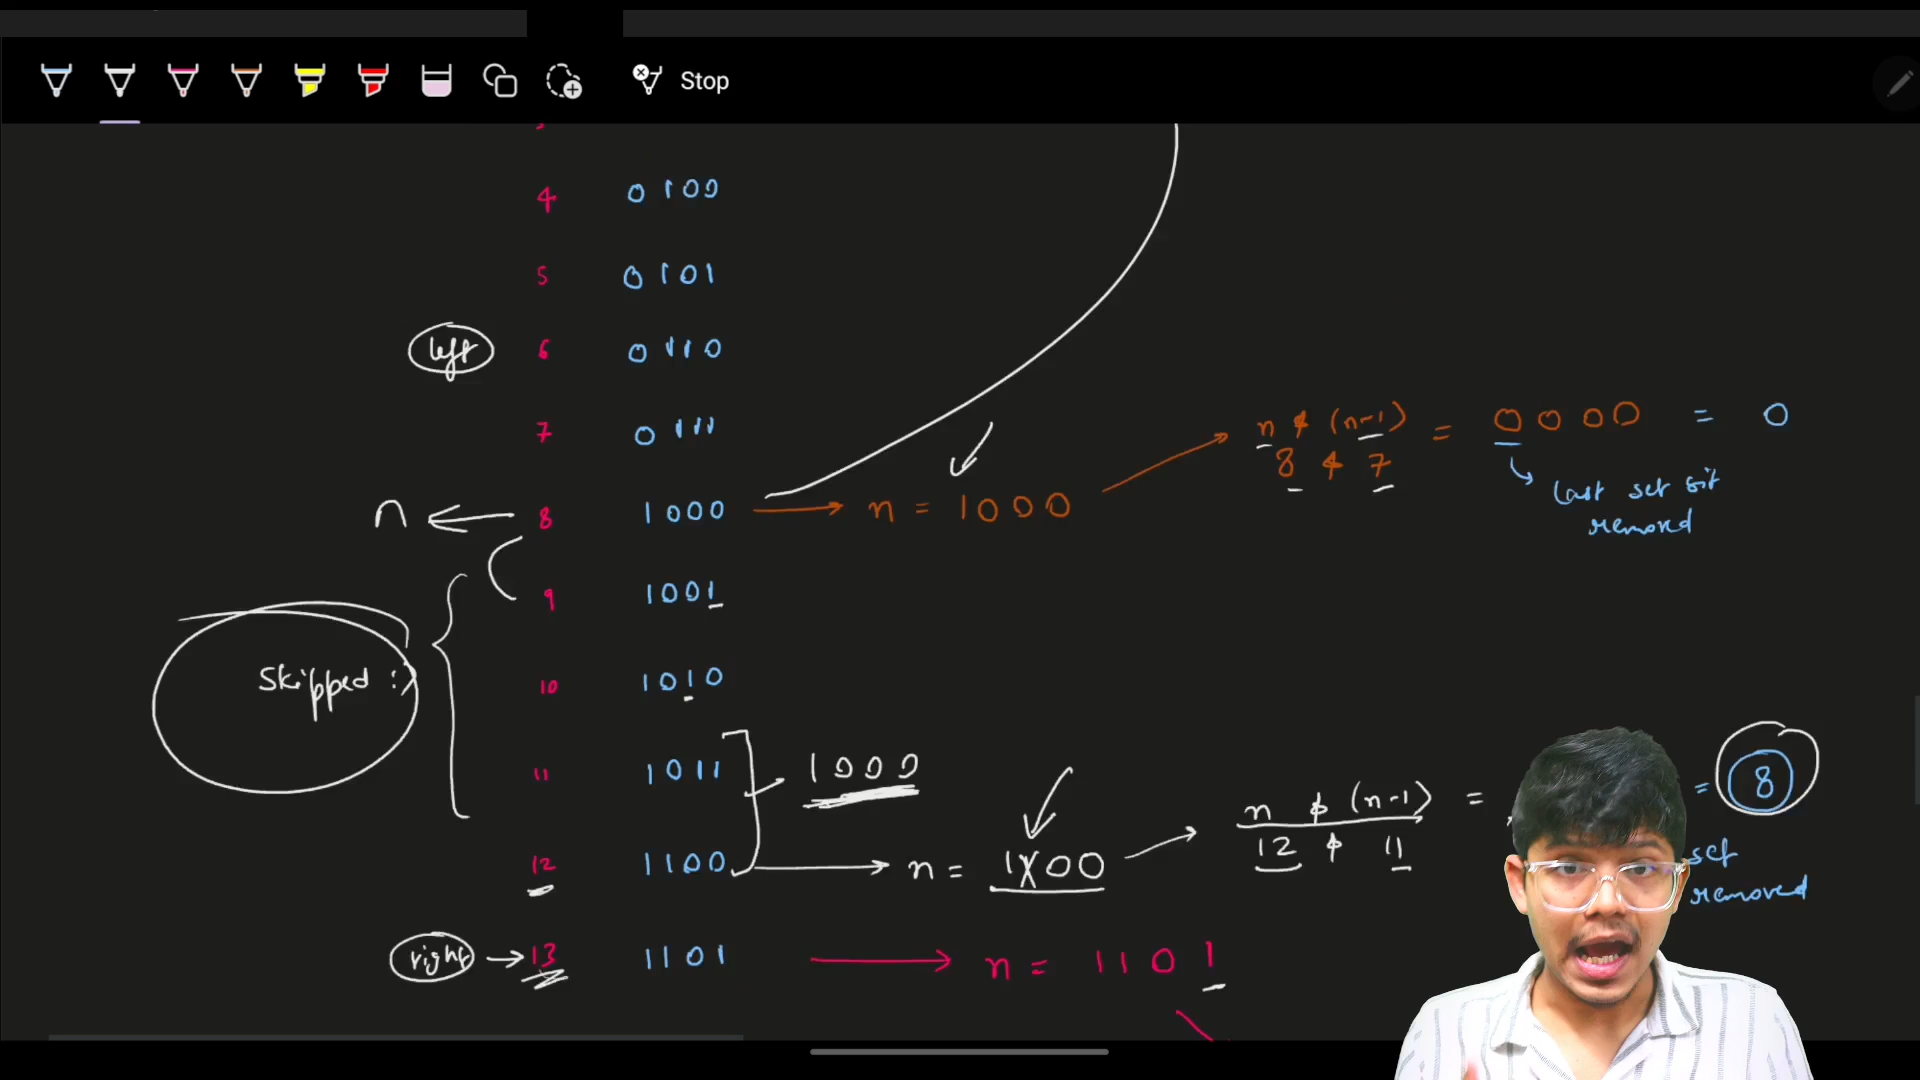 Stop
4 0100
5 0101
left 6 0110
7 0111
n & (n-1) = 0000 = 0
8 & 7
last set bit
removed
n ← 8 1000 → n = 1000
9 1001
Skipped :)
10 1010
11 1011 1000
n & (n-1) = = 8
12 & 11
set
removed
12 1100 → n = 1100
right → 13 1101 → n = 1101